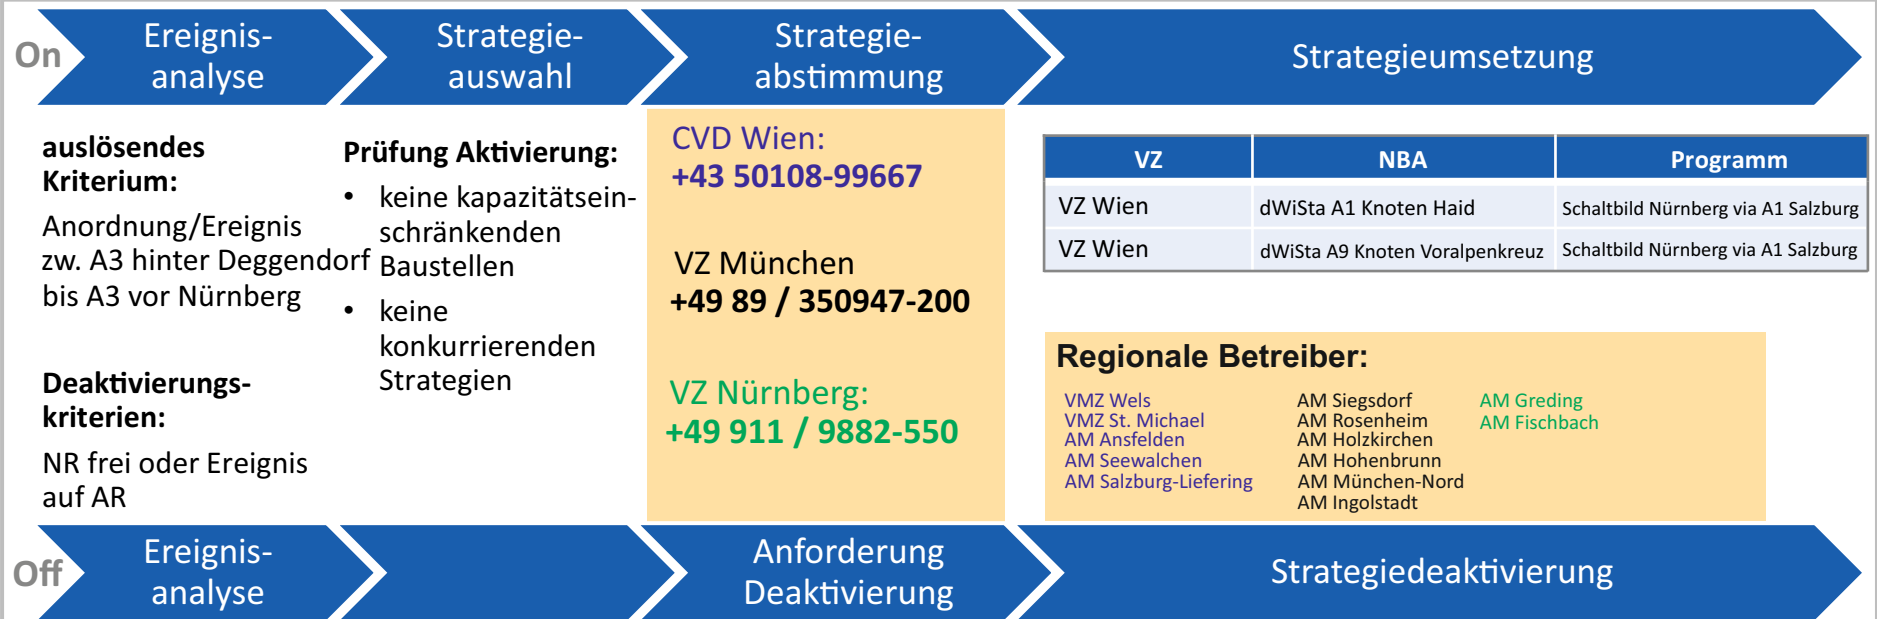 On
Ereignis-
analyse
Strategie-
auswahl
Strategie-
abstimmung
Strategieumsetzung
auslösendes
Kriterium:
Anordnung/Ereignis
zw. A3 hinter Deggendorf
bis A3 vor Nürnberg
Deaktivierungs-
kriterien:
NR frei oder Ereignis
auf AR
Prüfung Aktivierung:
• keine kapazitätsein-
schränkenden
Baustellen
• keine
konkurrierenden
Strategien
CVD Wien:
+43 50108-99667
VZ München
+49 89 / 350947-200
VZ Nürnberg:
+49 911 / 9882-550
VZ NBA Programm
VZ Wien dWiSta A1 Knoten Haid Schaltbild Nürnberg via A1 Salzburg
VZ Wien dWiSta A9 Knoten Voralpenkreuz Schaltbild Nürnberg via A1 Salzburg
Regionale Betreiber:
VMZ Wels
VMZ St. Michael
AM Ansfelden
AM Seewalchen
AM Salzburg-Liefering
AM Siegsdorf
AM Rosenheim
AM Holzkirchen
AM Hohenbrunn
AM München-Nord
AM Ingolstadt
AM Greding
AM Fischbach
Off
Ereignis-
analyse
Anforderung
Deaktivierung
Strategiedeaktivierung